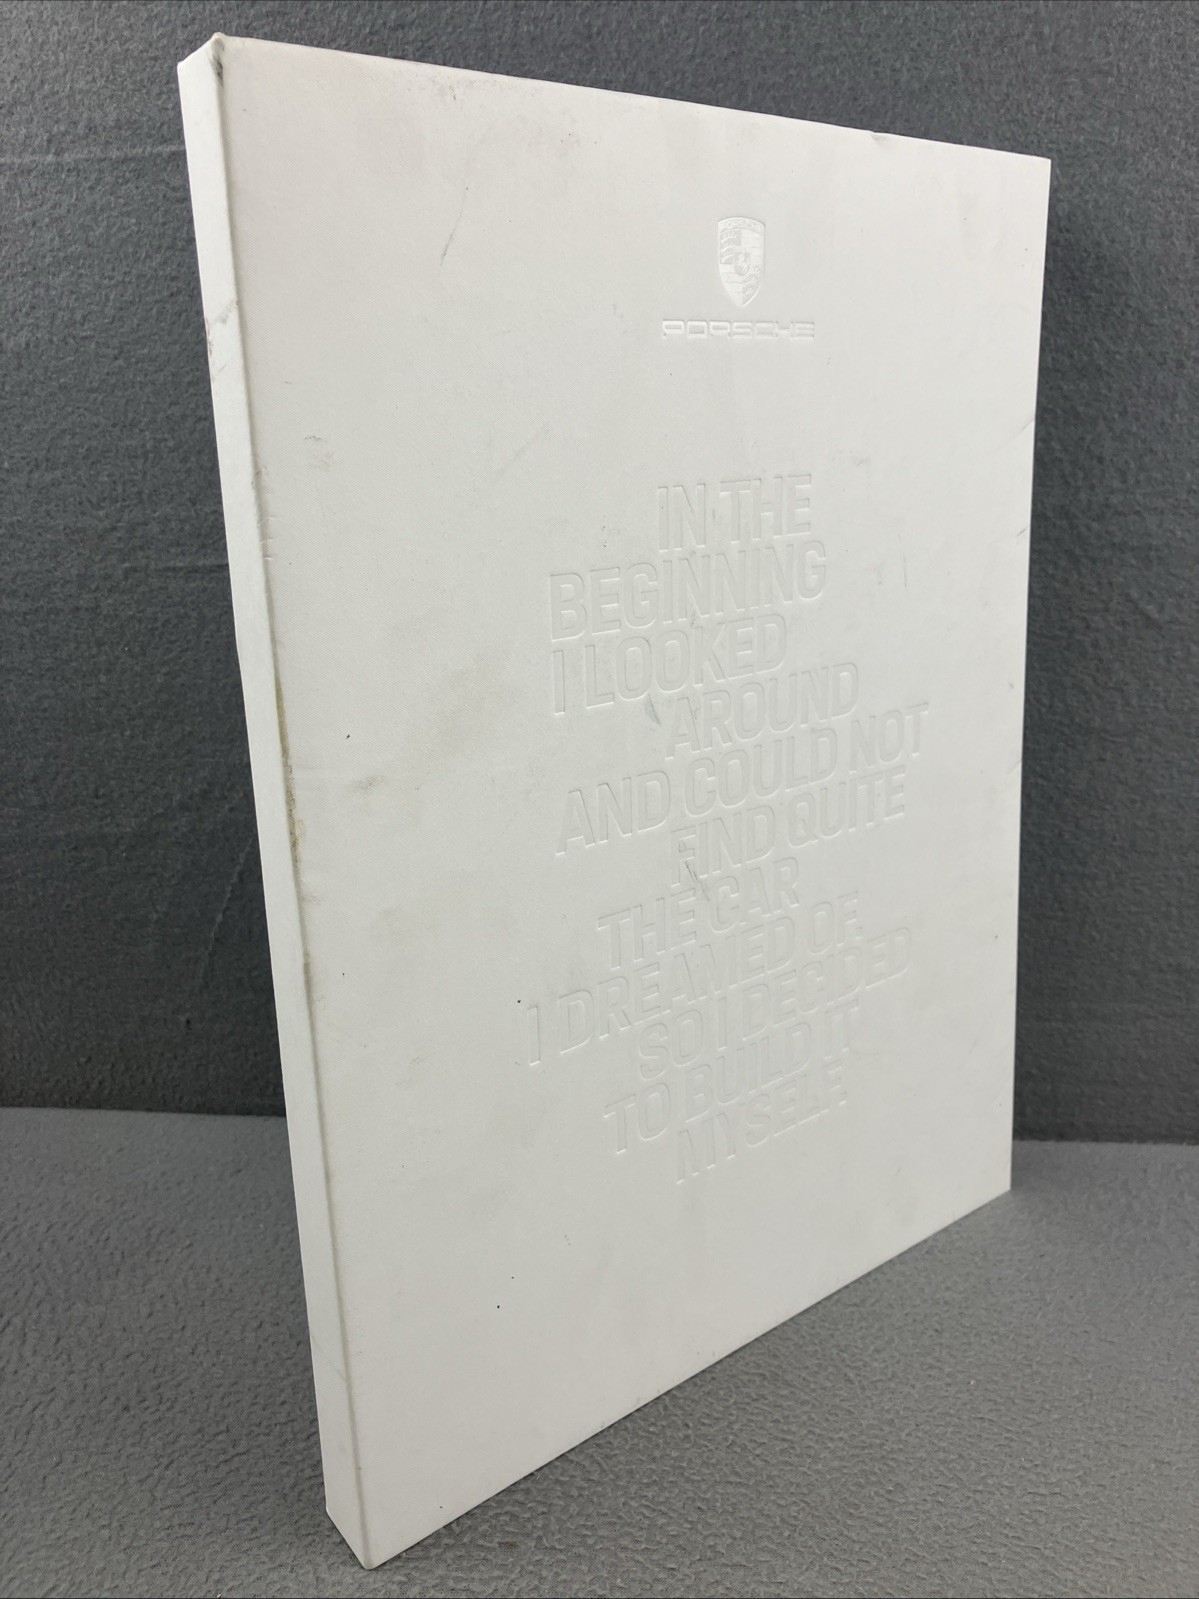 PORSCHE
IN THE
BEGINNING
I LOOKED
AROUND
AND COULD NOT
FIND QUITE
THE CAR
I DREAMED OF.
SO I DECIDED
TO BUILD IT
MYSELF.